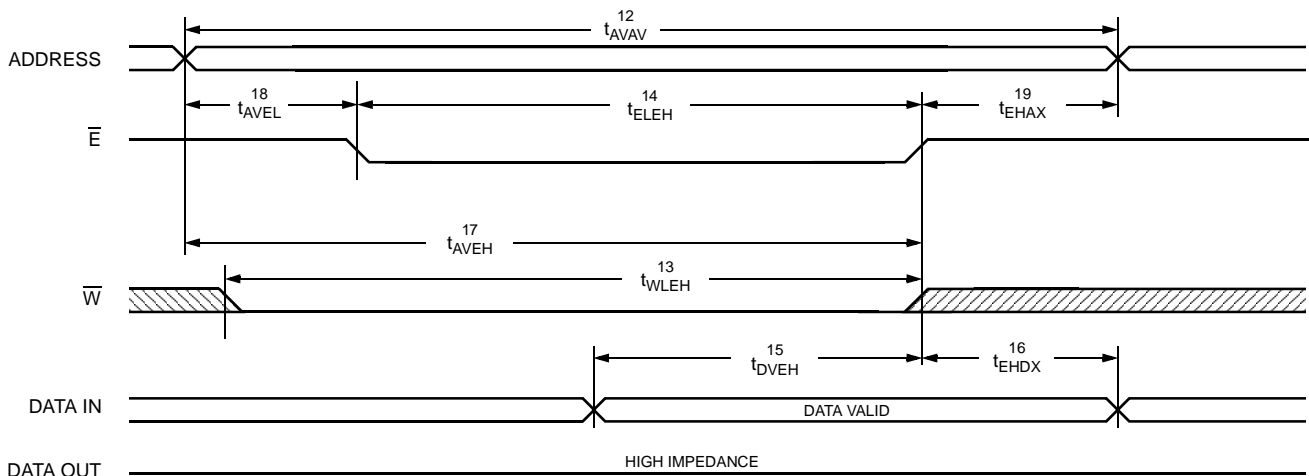 12
tAVAV
ADDRESS
18
tAVEL
14
tELEH
19
tEHAX
E
17
tAVEH
13
tWLEH
W
15
tDVEH
16
tEHDX
DATA IN
DATA VALID
DATA OUT
HIGH IMPEDANCE